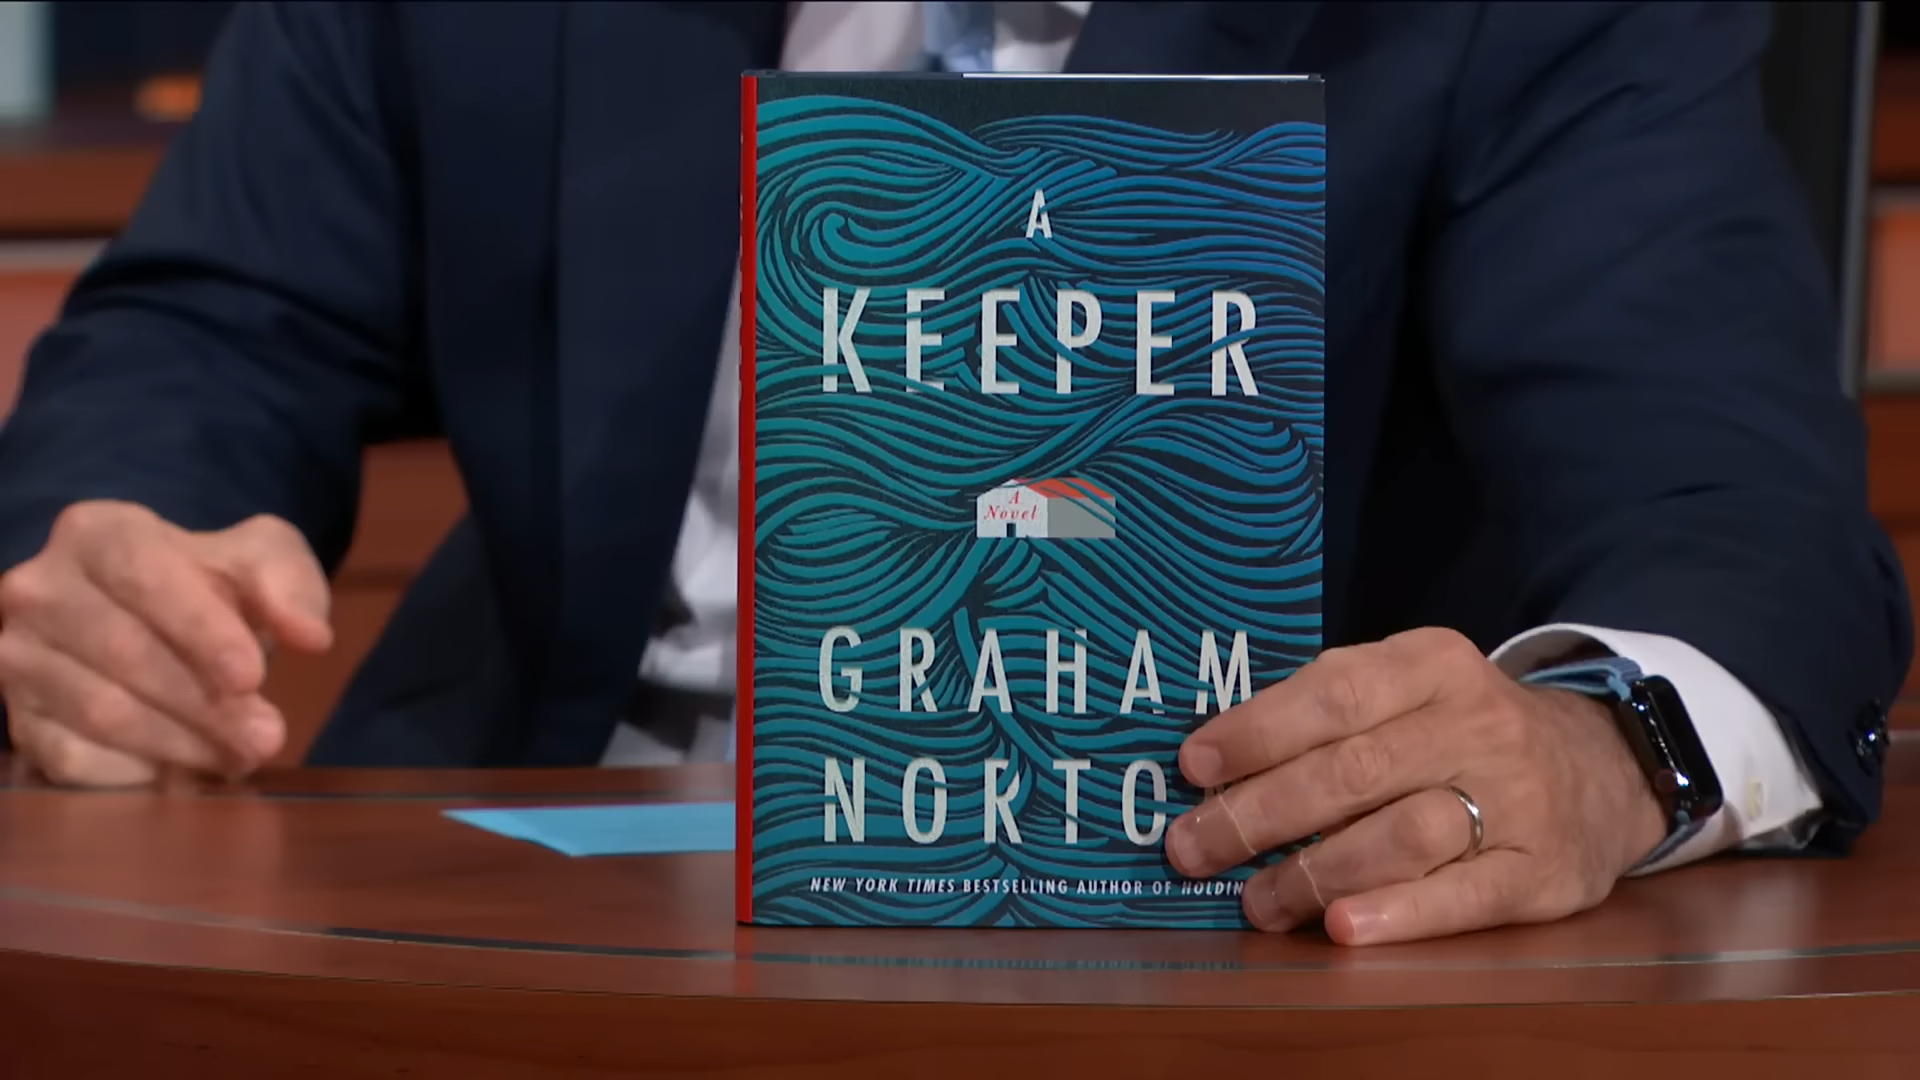 A
KEEPER
A
Novel
GRAHAM
NORTO
NEW YORK TIMES BESTSELLING AUTHOR OF HOLDIN